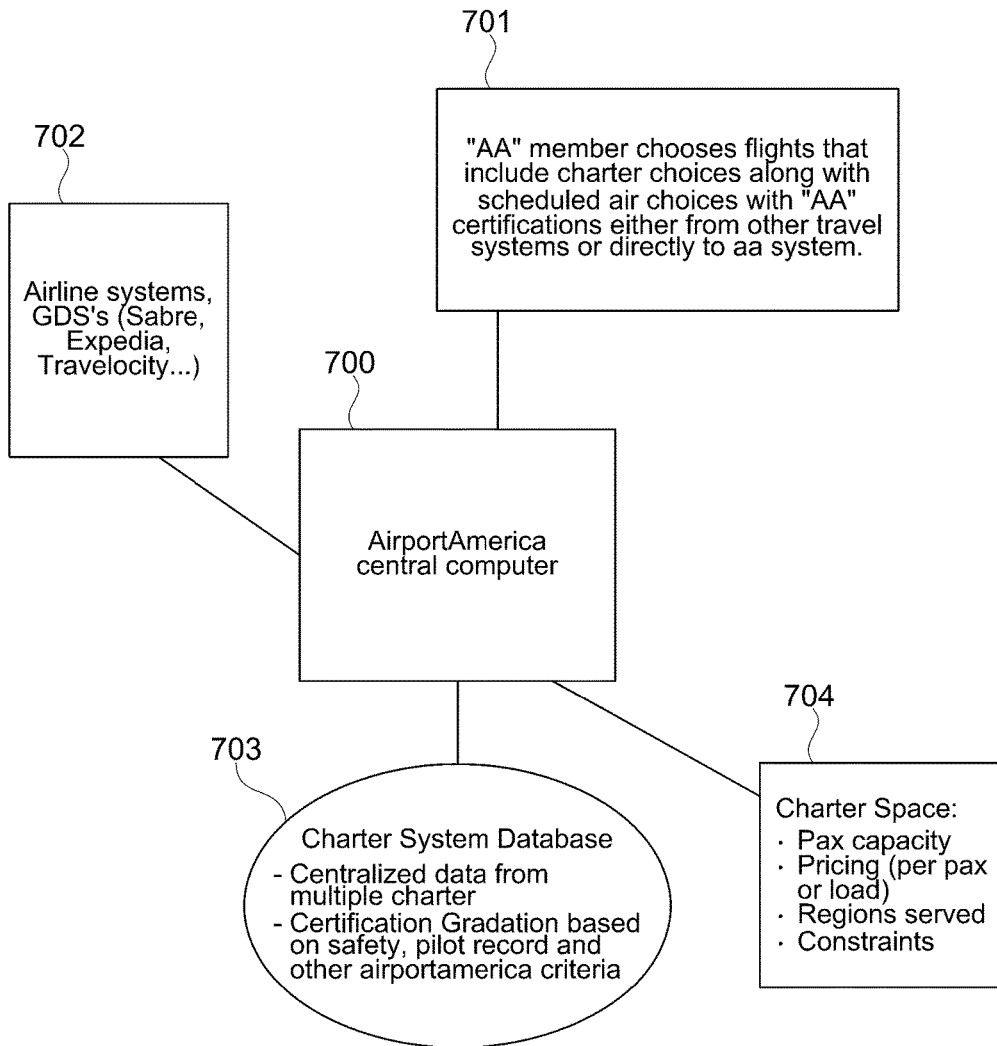 701
"AA" member chooses flights that
include charter choices along with
scheduled air choices with "AA"
certifications either from other travel
systems or directly to aa system.
702
Airline systems,
GDS's (Sabre,
Expedia,
Travelocity...)
700
AirportAmerica
central computer
703
Charter System Database
- Centralized data from
multiple charter
- Certification Gradation based
on safety, pilot record and
other airportamerica criteria
704
Charter Space:
· Pax capacity
· Pricing (per pax
or load)
· Regions served
· Constraints